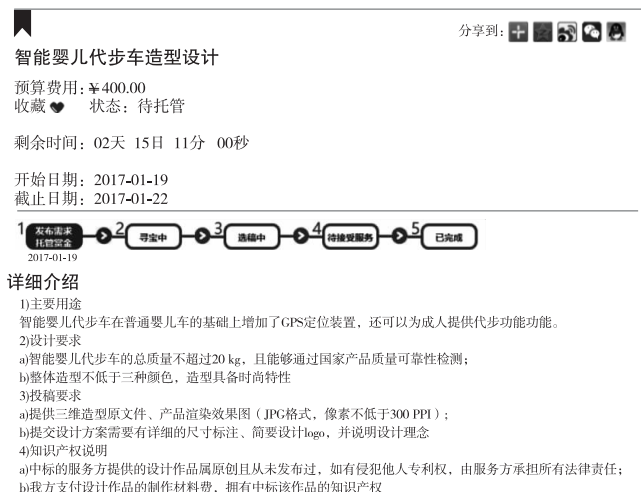 分享到:
智能婴儿代步车造型设计
预算费用:￥400.00
收藏 状态：待托管
剩余时间：02天 15日 11分 00秒
开始日期：2017-01-19
截止日期：2017-01-22
1 发布需求 托管赏金 2 寻宝中 3 选稿中 4 待接受服务 5 已完成
2017-01-19
详细介绍
1)主要用途
智能婴儿代步车在普通婴儿车的基础上增加了GPS定位装置，还可以为成人提供代步功能功能。
2)设计要求
a)智能婴儿代步车的总质量不超过20 kg，且能够通过国家产品质量可靠性检测；
b)整体造型不低于三种颜色，造型具备时尚特性
3)投稿要求
a)提供三维造型原文件、产品渲染效果图（JPG格式，像素不低于300 PPI）；
b)提交设计方案需要有详细的尺寸标注、简要设计logo，并说明设计理念
4)知识产权说明
a)中标的服务方提供的设计作品属原创且从未发布过，如有侵犯他人专利权，由服务方承担所有法律责任；
b)我方支付设计作品的制作材料费，拥有中标该作品的知识产权